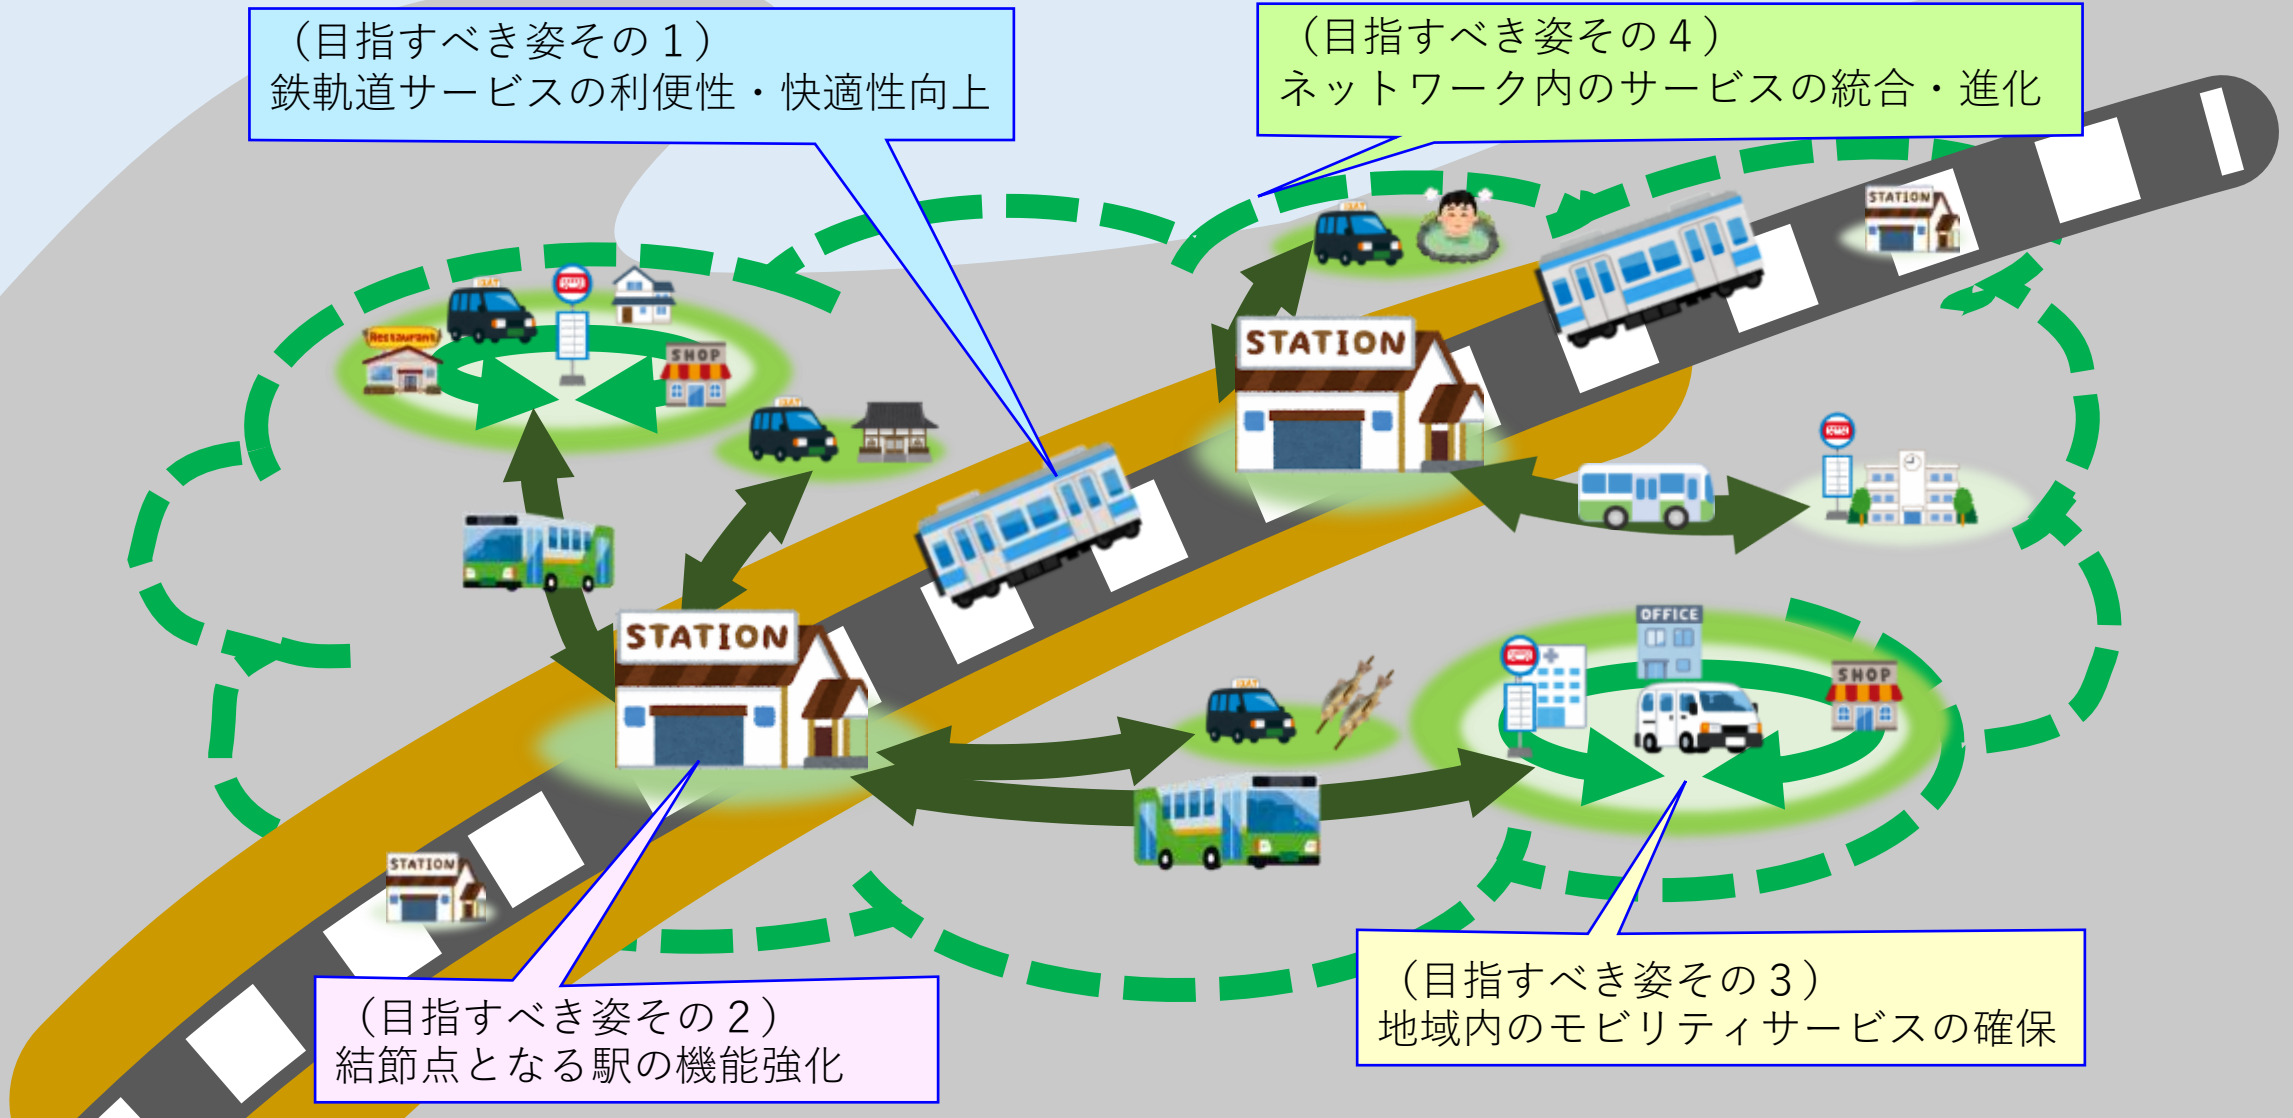 （目指すべき姿その１）
鉄軌道サービスの利便性・快適性向上
（目指すべき姿その４）
ネットワーク内のサービスの統合・進化
STATION
Restaurant
SHOP
STATION
STATION
OFFICE
SHOP
STATION
（目指すべき姿その２）
結節点となる駅の機能強化
（目指すべき姿その３）
地域内のモビリティサービスの確保